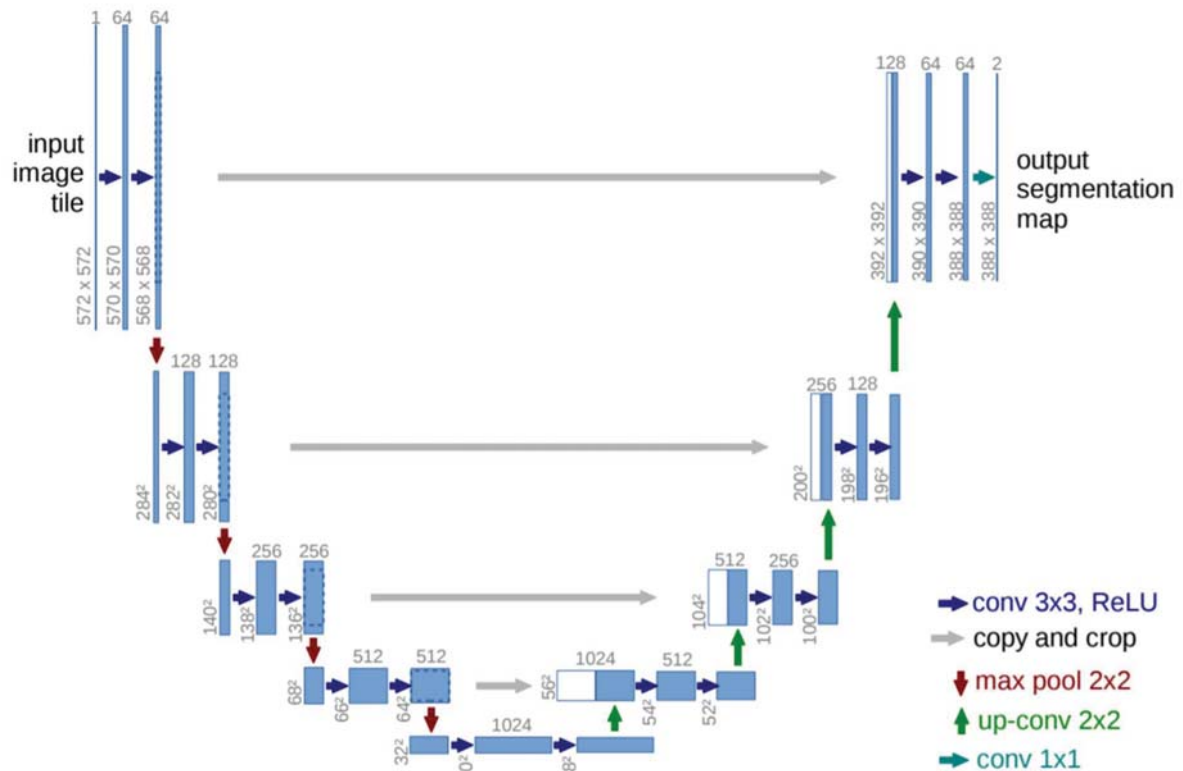 1 64 64
128 64 64 2
input
image
tile
output
segmentation
map
572 x 572
570 x 570
568 x 568
392 x 392
390 x 390
388 x 388
388 x 388
128 128
256 128
284²
282²
280²
200²
198²
196²
256 256
512 256
140²
138²
136²
104²
102²
100²
conv 3x3, ReLU
copy and crop
max pool 2x2
up-conv 2x2
conv 1x1
512 512
1024 512
68²
66²
64²
56²
54²
52²
1024
32²